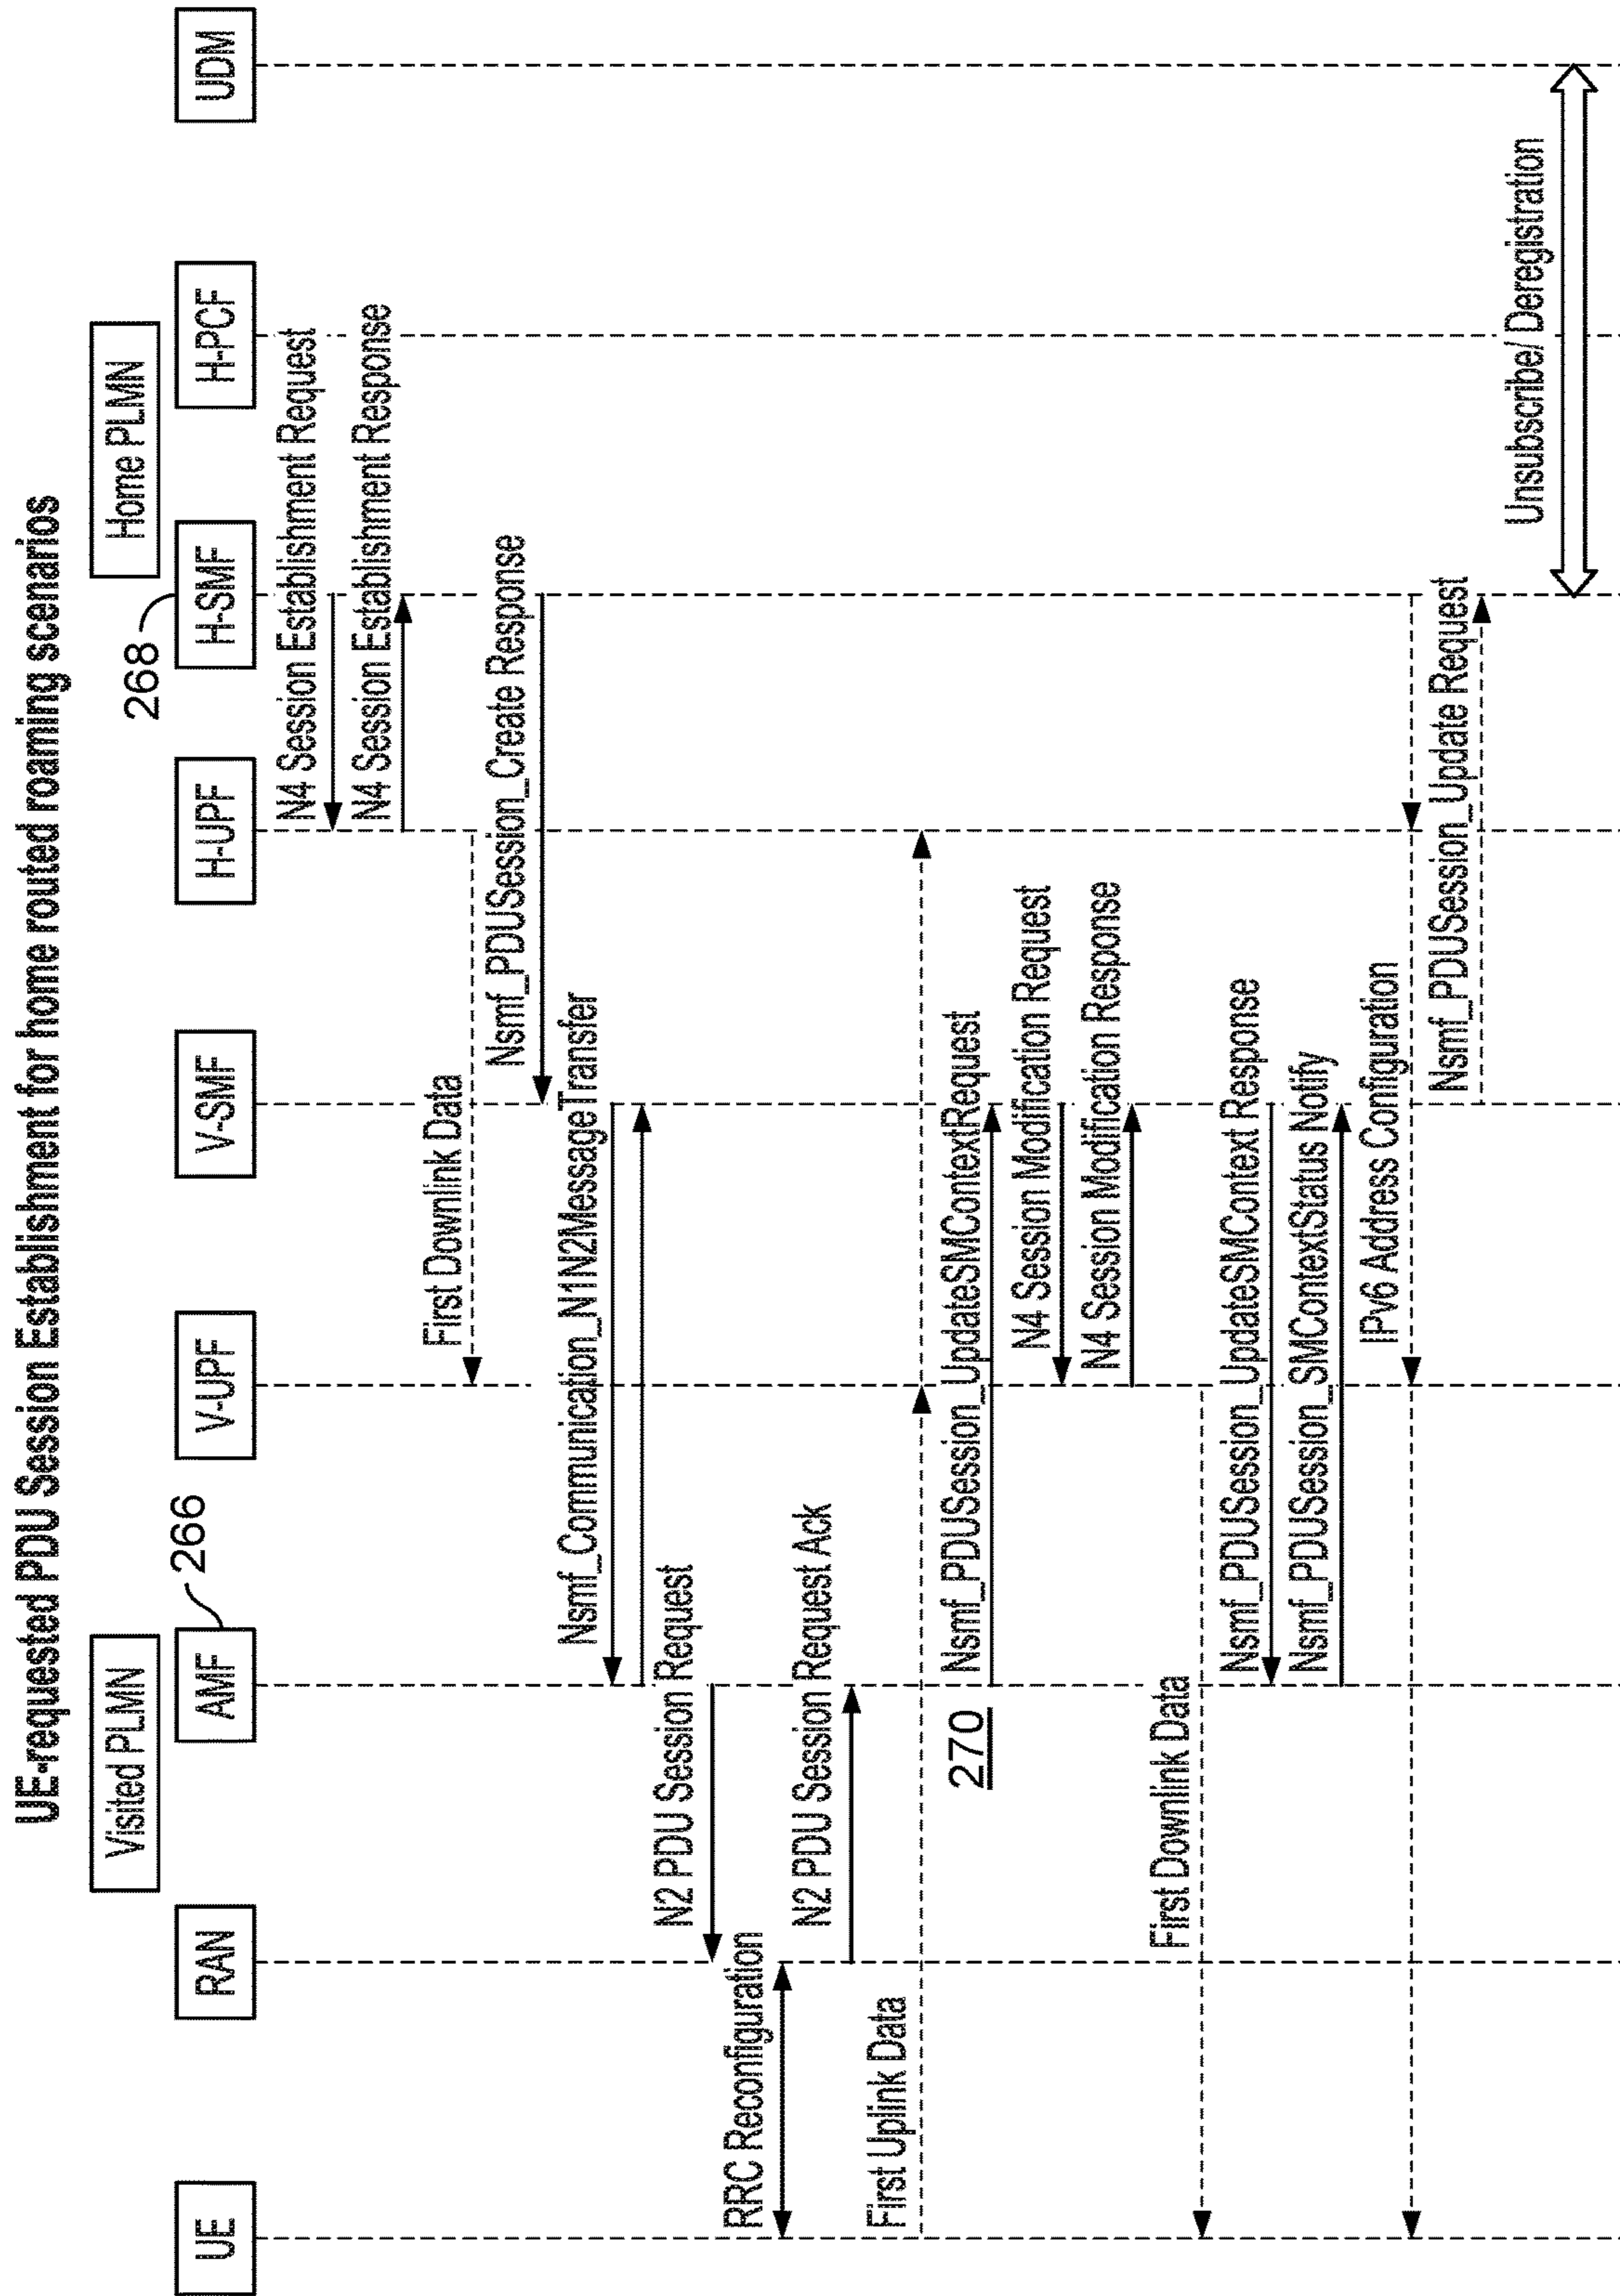 UE-requested PDU Session Establishment for home routed roaming scenarios
Visited PLMN
Home PLMN
266
268
UE
RAN
AMF
V-UPF
V-SMF
H-UPF
H-SMF
H-PCF
UDM
N4 Session Establishment Request
N4 Session Establishment Response
First Downlink Data
Nsmf_PDUSession_Create Response
Nsmf_Communication_N1N2MessageTransfer
N2 PDU Session Request
RRC Reconfiguration
N2 PDU Session Request Ack
First Uplink Data
270
Nsmf_PDUSession_UpdateSMContextRequest
N4 Session Modification Request
N4 Session Modification Response
First Downlink Data
Nsmf_PDUSession_UpdateSMContext Response
Nsmf_PDUSession_SMContextStatus Notify
IPv6 Address Configuration
Nsmf_PDUSession_Update Request
Unsubscribe/ Deregistration